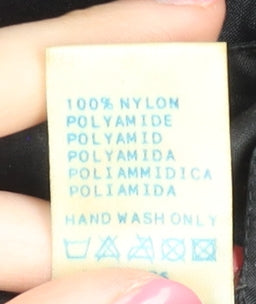 100% NYLON
POLYAMIDE
POLYAMID
POLYAMIDA
POLIAMMIDICA
POLIAMIDA
HAND WASH ONLY